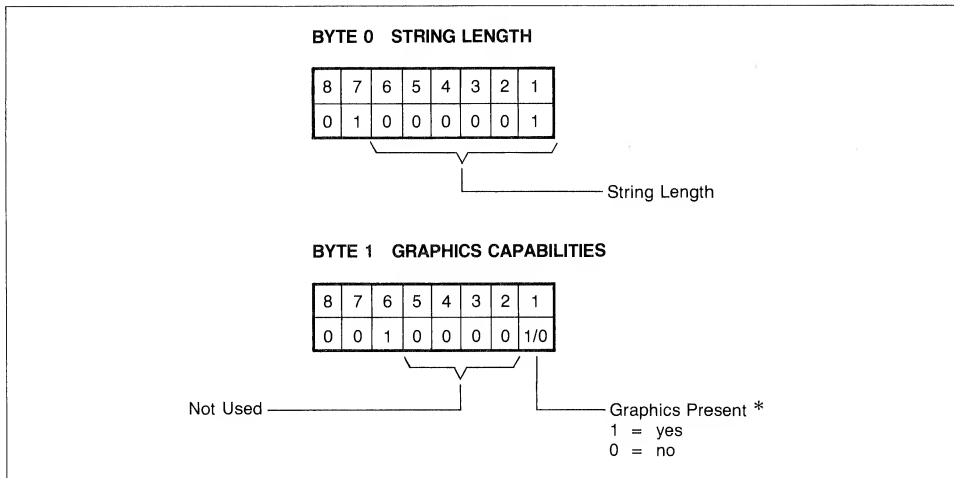 BYTE 0 STRING LENGTH
8 7 6 5 4 3 2 1
0 1 0 0 0 0 0 1
String Length
BYTE 1 GRAPHICS CAPABILITIES
8 7 6 5 4 3 2 1
0 0 1 0 0 0 0 1/0
Not Used
Graphics Present *
1 = yes
0 = no